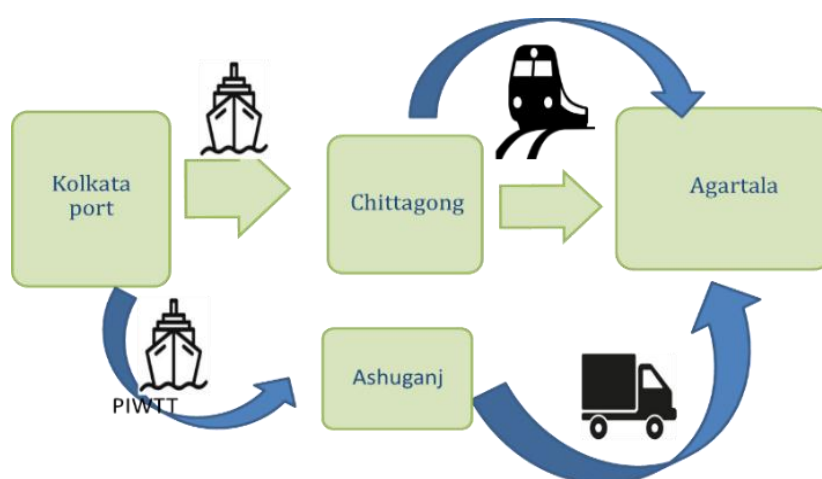 Kolkata
port
Chittagong
Agartala
Ashuganj
PIWTT